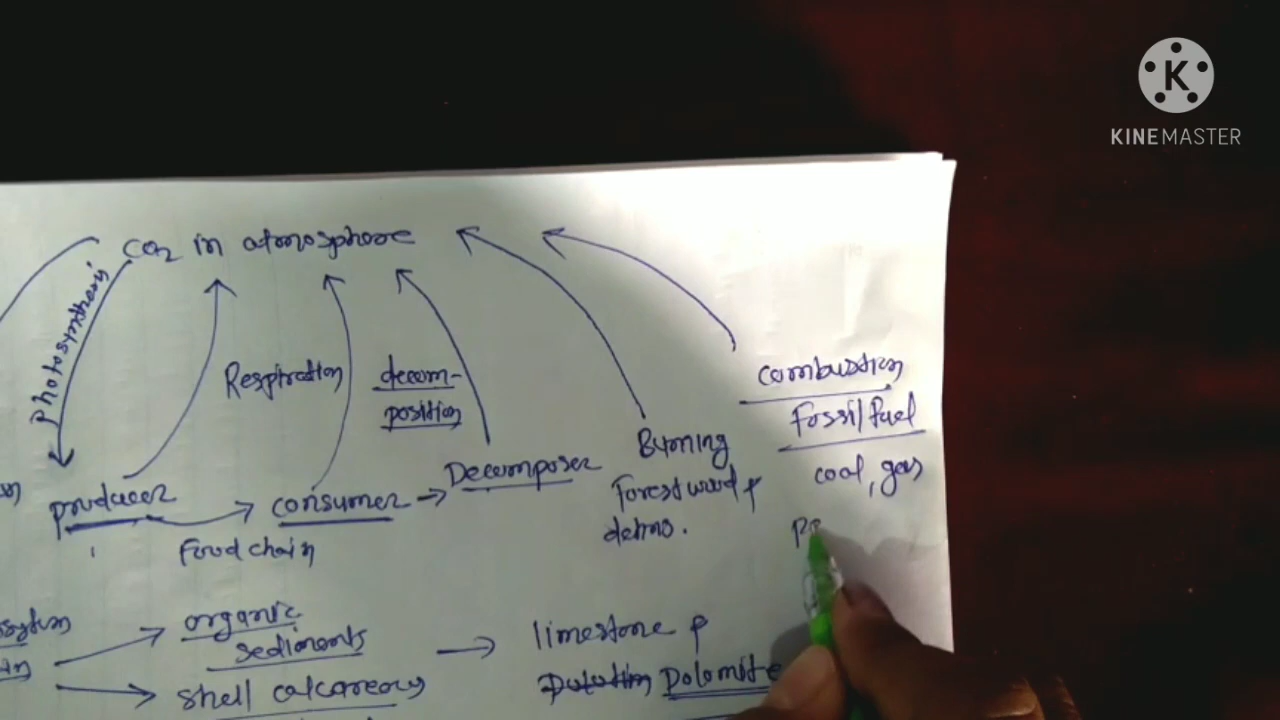 KINEMASTER
CO2 in atmosphere
Photosynthesis
Respiration
decom-
position
combustion
Fossil fuel
coal, gas
producer
consumer
Decomposer
Food chain
Burning
Forest wood &
organic
sediments
shell calcareous
limestone &
Dolomite